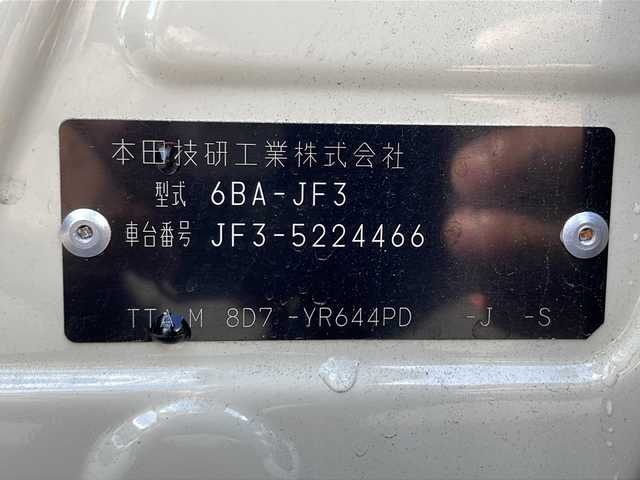 本田技研工業株式会社
型式 6BA-JF3
車台番号 JF3-5224466
TTA M 8D7 -YR644PD -J -S